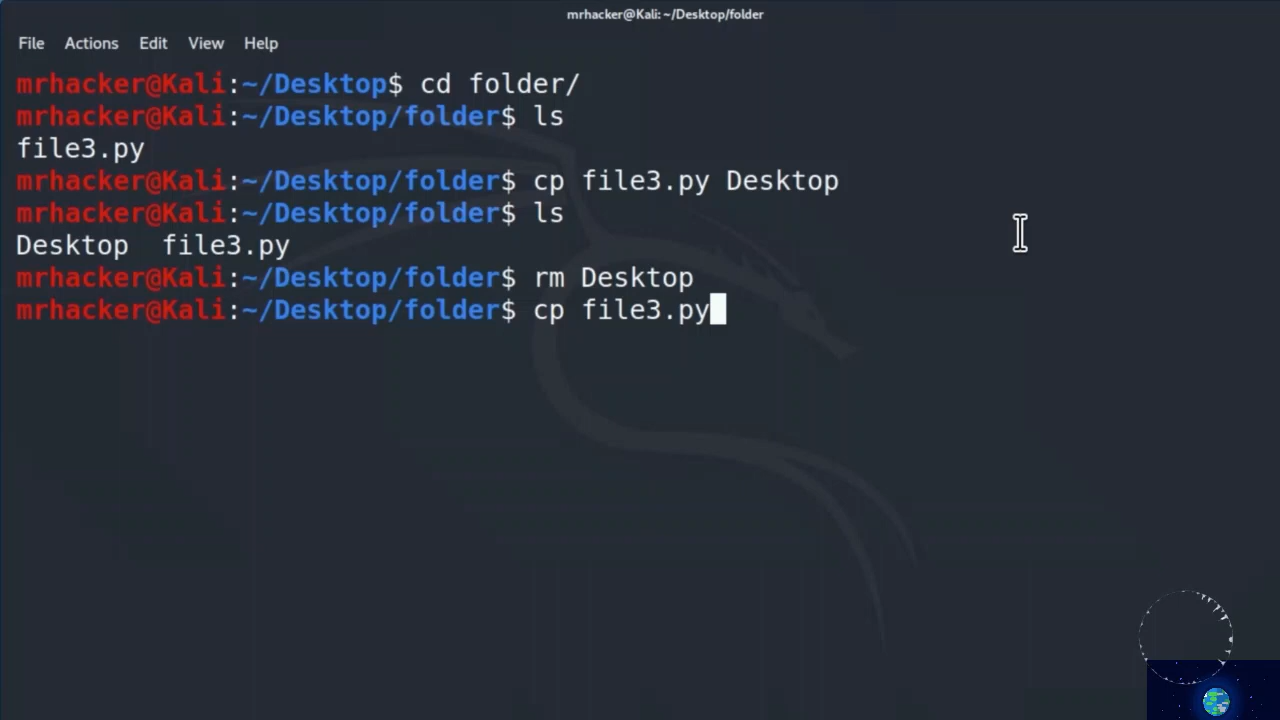 mrhacker@Kali: ~/Desktop/folder
File Actions Edit View Help
mrhacker@Kali:~/Desktop$ cd folder/
mrhacker@Kali:~/Desktop/folder$ ls
file3.py
mrhacker@Kali:~/Desktop/folder$ cp file3.py Desktop
mrhacker@Kali:~/Desktop/folder$ ls
Desktop  file3.py
mrhacker@Kali:~/Desktop/folder$ rm Desktop
mrhacker@Kali:~/Desktop/folder$ cp file3.py